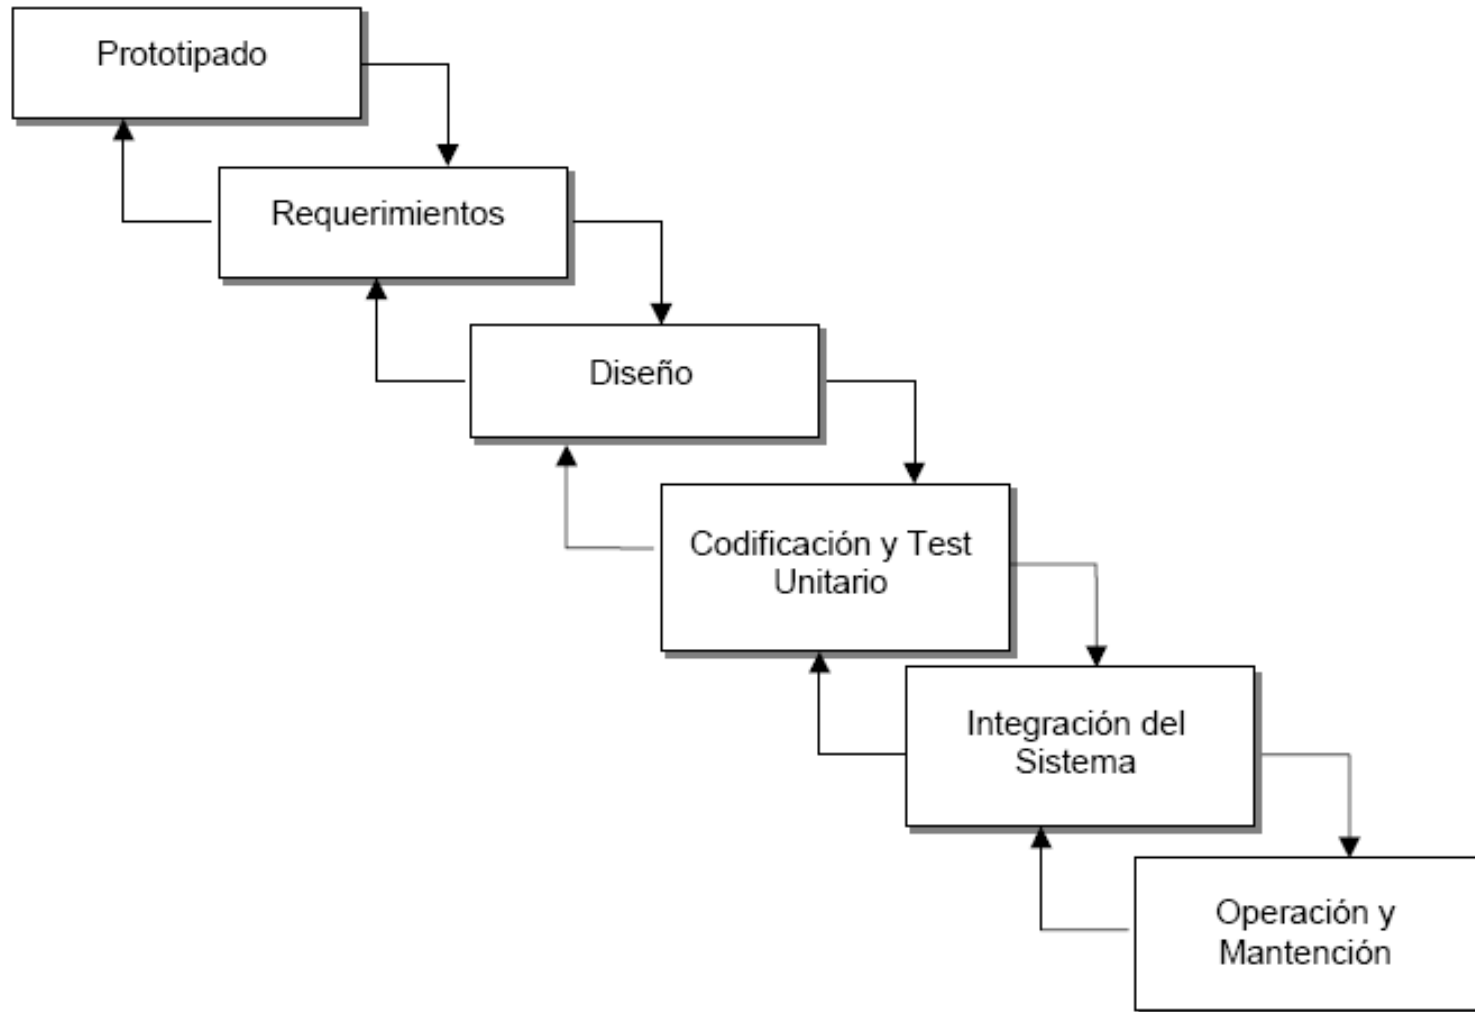 Prototipado
Requerimientos
Diseño
Codificación y Test
Unitario
Integración del
Sistema
Operación y
Mantención